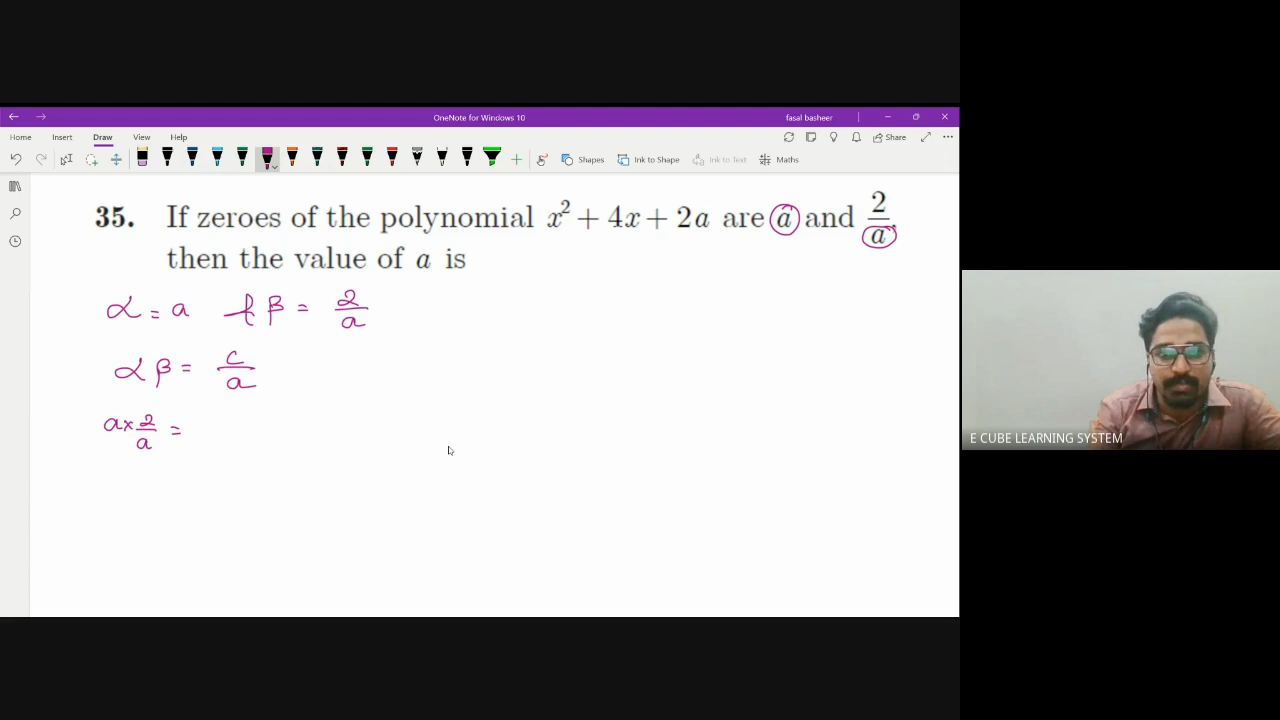 OneNote for Windows 10
fasal basheer
Home Insert Draw View Help
Share
Shapes Ink to Shape Ink to Text Maths
35. If zeroes of the polynomial x² + 4x + 2a are a and 2/a,
then the value of a is
α = a & β = 2/a
αβ = c/a
a × 2/a =
E CUBE LEARNING SYSTEM